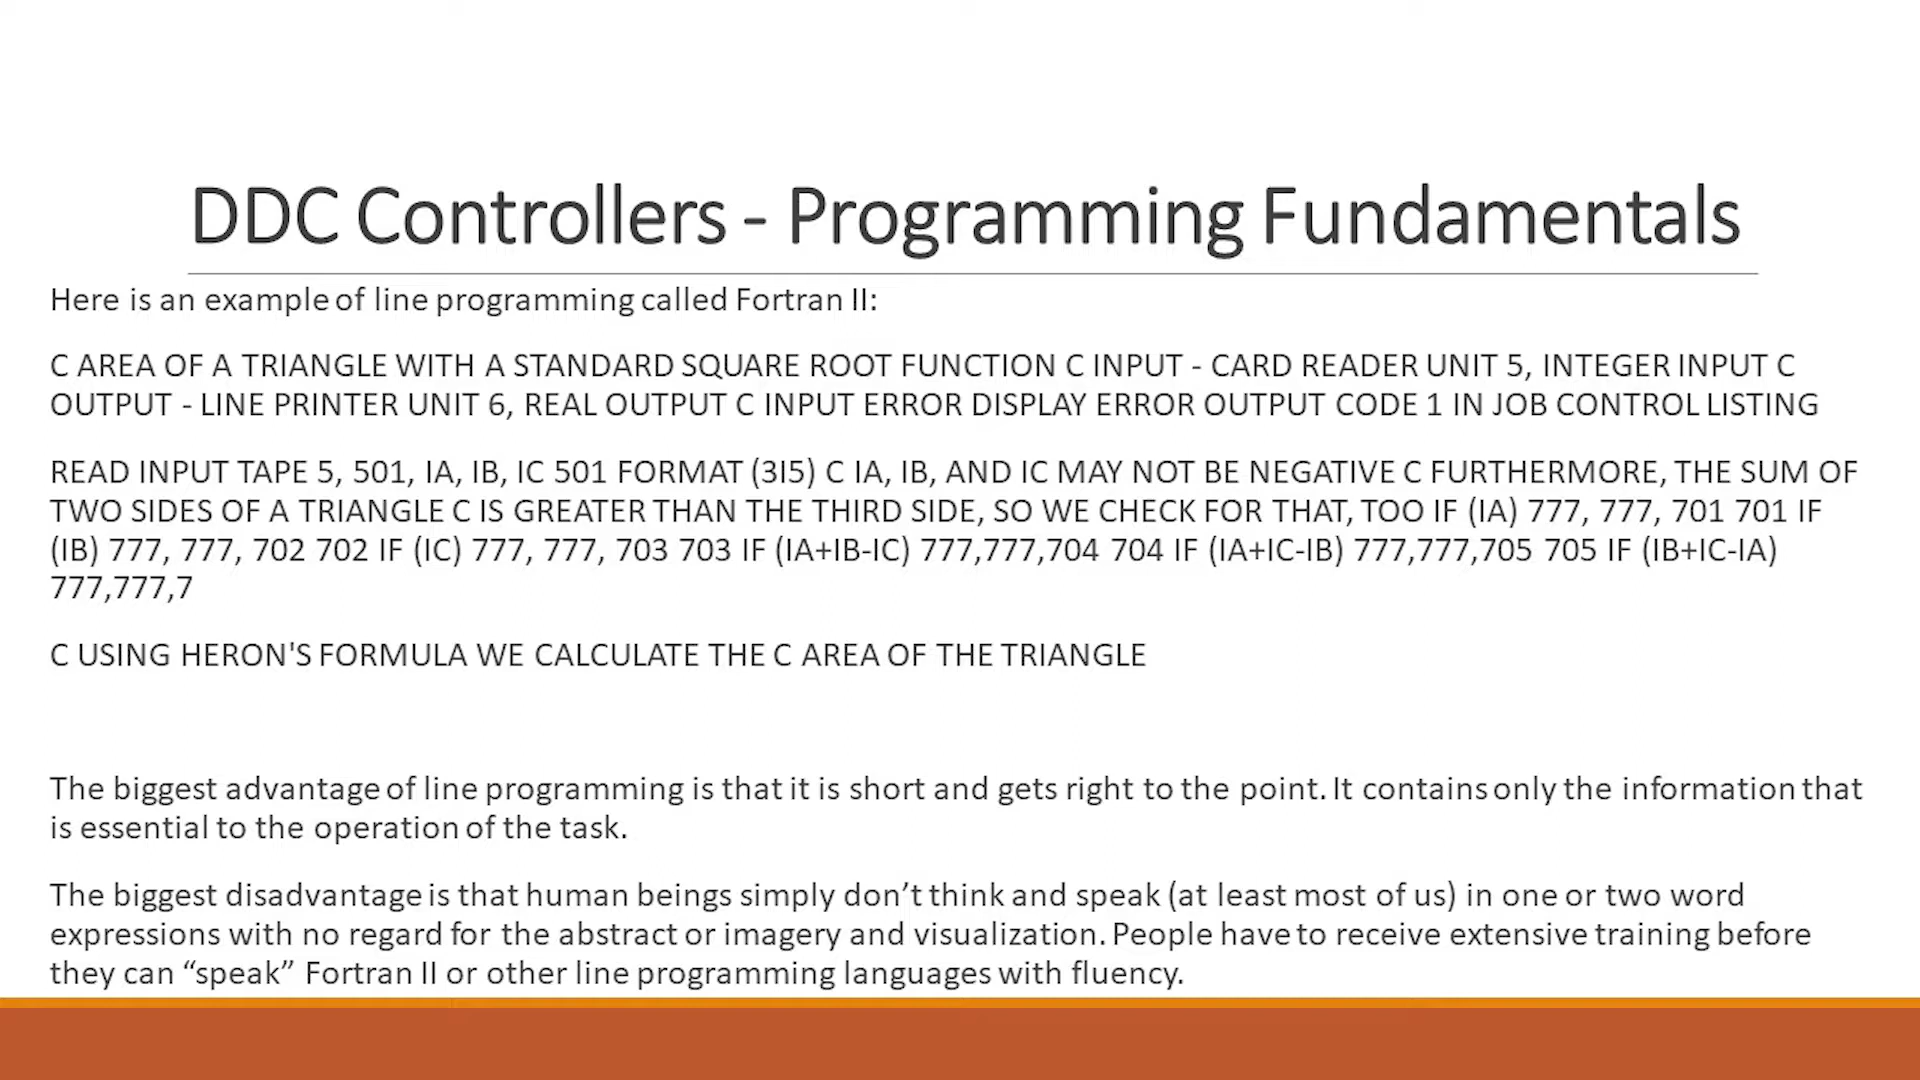 DDC Controllers - Programming Fundamentals
Here is an example of line programming called Fortran II:
C AREA OF A TRIANGLE WITH A STANDARD SQUARE ROOT FUNCTION C INPUT - CARD READER UNIT 5, INTEGER INPUT C
OUTPUT - LINE PRINTER UNIT 6, REAL OUTPUT C INPUT ERROR DISPLAY ERROR OUTPUT CODE 1 IN JOB CONTROL LISTING
READ INPUT TAPE 5, 501, IA, IB, IC 501 FORMAT (3I5) C IA, IB, AND IC MAY NOT BE NEGATIVE C FURTHERMORE, THE SUM OF
TWO SIDES OF A TRIANGLE C IS GREATER THAN THE THIRD SIDE, SO WE CHECK FOR THAT, TOO IF (IA) 777, 777, 701 701 IF
(IB) 777, 777, 702 702 IF (IC) 777, 777, 703 703 IF (IA+IB-IC) 777,777,704 704 IF (IA+IC-IB) 777,777,705 705 IF (IB+IC-IA)
777,777,7
C USING HERON'S FORMULA WE CALCULATE THE C AREA OF THE TRIANGLE
The biggest advantage of line programming is that it is short and gets right to the point. It contains only the information that
is essential to the operation of the task.
The biggest disadvantage is that human beings simply don’t think and speak (at least most of us) in one or two word
expressions with no regard for the abstract or imagery and visualization. People have to receive extensive training before
they can “speak” Fortran II or other line programming languages with fluency.